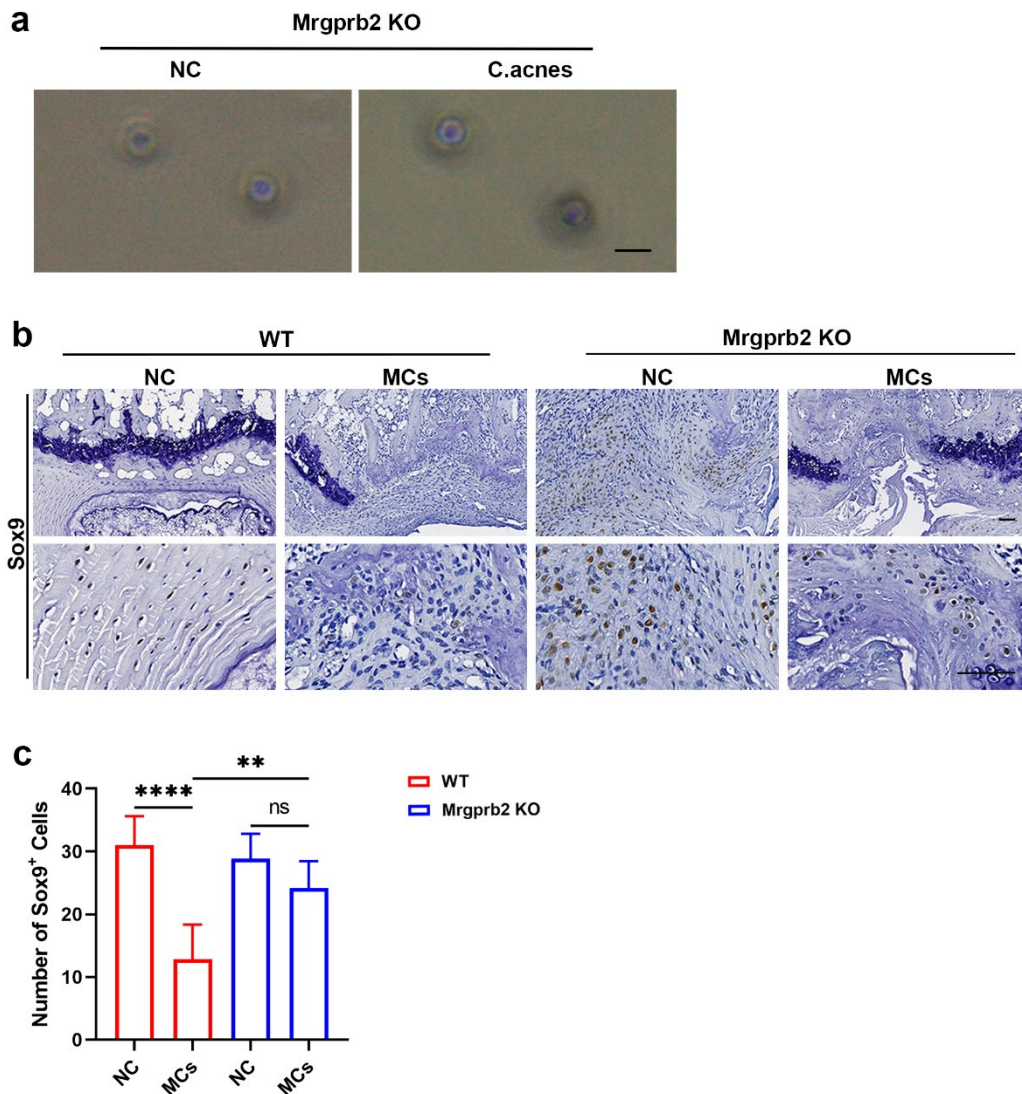 a
Mrgprb2 KO
NC C.acnes
b
WT Mrgprb2 KO
NC MCs NC MCs
Sox9
c
**
****
ns
WT
Mrgprb2 KO
40
30
20
10
0
Number of Sox9⁺ Cells
NC MCs NC MCs